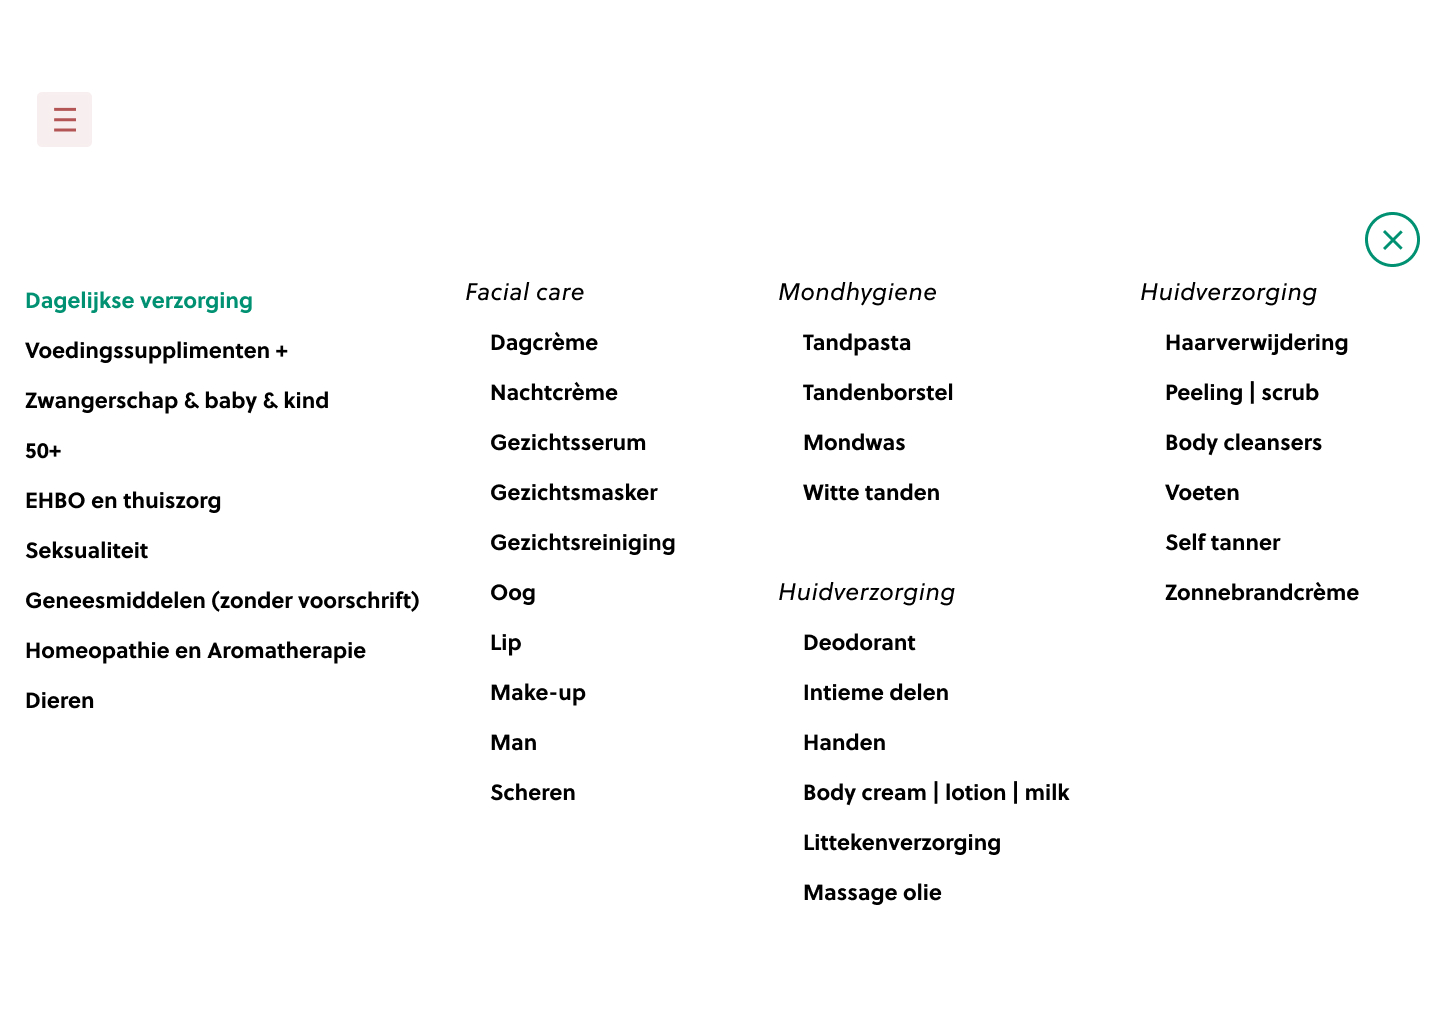 Dagelijkse verzorging
Voedingssupplimenten +
Zwangerschap & baby & kind
50+
EHBO en thuiszorg
Seksualiteit
Geneesmiddelen (zonder voorschrift)
Homeopathie en Aromatherapie
Dieren
Facial care
Dagcrème
Nachtcrème
Gezichtsserum
Gezichtsmasker
Gezichtsreiniging
Oog
Lip
Make-up
Man
Scheren
Mondhygiene
Tandpasta
Tandenborstel
Mondwas
Witte tanden
Huidverzorging
Deodorant
Intieme delen
Handen
Body cream | lotion | milk
Littekenverzorging
Massage olie
Huidverzorging
Haarverwijdering
Peeling | scrub
Body cleansers
Voeten
Self tanner
Zonnebrandcrème